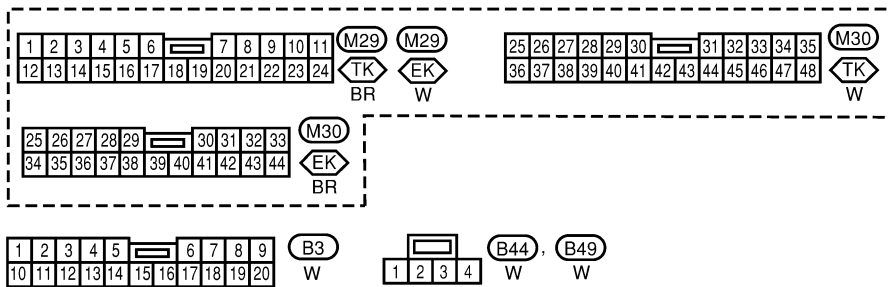 1 2 3 4 5 6 7 8 9 10 11 M29 M29
12 13 14 15 16 17 18 19 20 21 22 23 24 TK EK
BR W
25 26 27 28 29 30 31 32 33 34 35 M30
36 37 38 39 40 41 42 43 44 45 46 47 48 TK
W
25 26 27 28 29 30 31 32 33 M30
34 35 36 37 38 39 40 41 42 43 44 EK
BR
1 2 3 4 5 6 7 8 9 B3
10 11 12 13 14 15 16 17 18 19 20 W
1 2 3 4 B44 , B49
W W